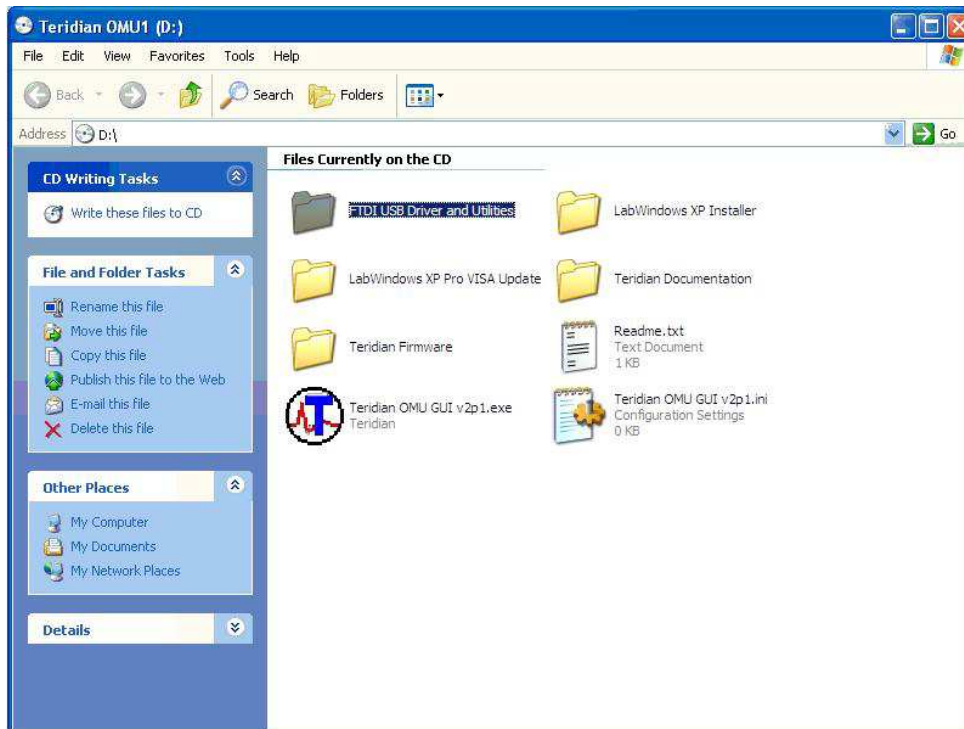 Teridian OMU1 (D:)
File Edit View Favorites Tools Help
Back Search Folders
Address D:\ Go
CD Writing Tasks
Write these files to CD
File and Folder Tasks
Rename this file
Move this file
Copy this file
Publish this file to the Web
E-mail this file
Delete this file
Other Places
My Computer
My Documents
My Network Places
Details
Files Currently on the CD
FTDI USB Driver and Utilities
LabWindows XP Installer
LabWindows XP Pro VISA Update
Teridian Documentation
Teridian Firmware
Readme.txt
Text Document
1 KB
T
Teridian OMU GUI v2p1.exe
Teridian
Teridian OMU GUI v2p1.ini
Configuration Settings
0 KB